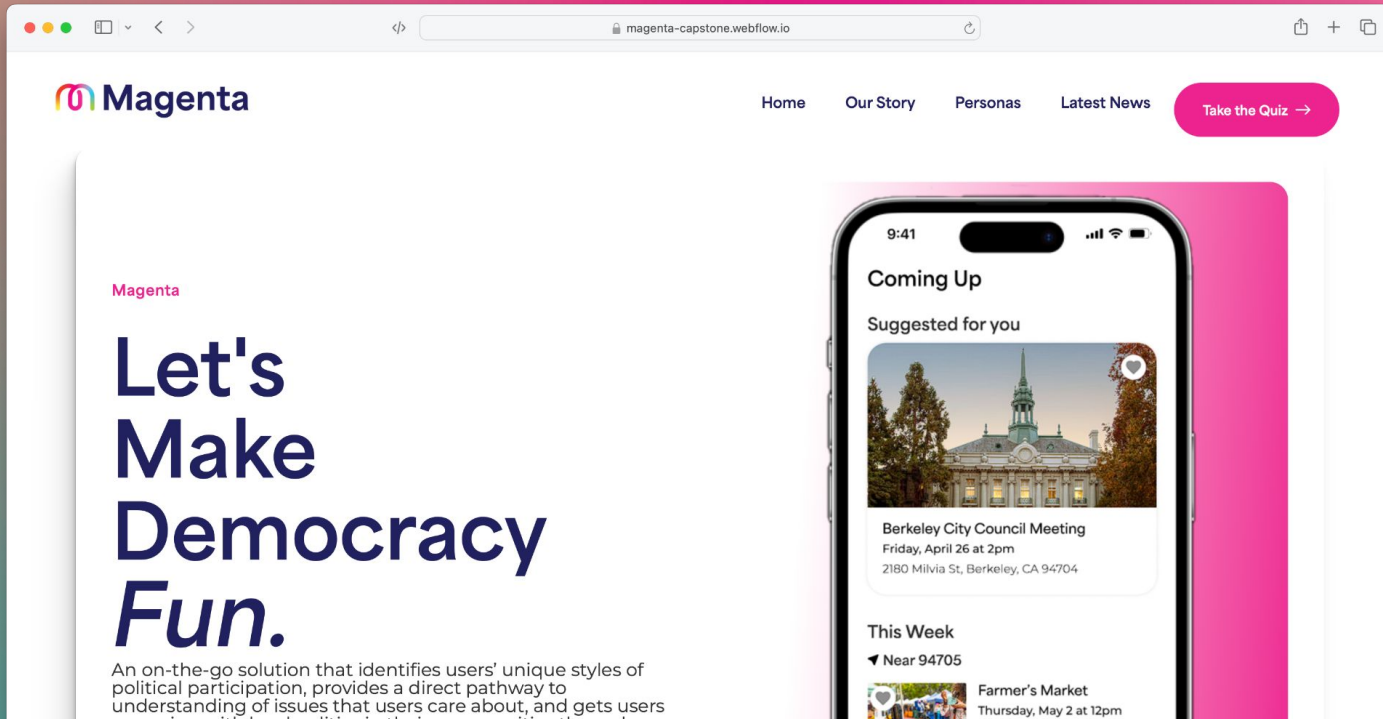 magenta-capstone.webflow.io
Magenta
Home Our Story Personas Latest News Take the Quiz →
Magenta
Let's
Make
Democracy
Fun.
An on-the-go solution that identifies users’ unique styles of
political participation, provides a direct pathway to
understanding of issues that users care about, and gets users
9:41
Coming Up
Suggested for you
Berkeley City Council Meeting
Friday, April 26 at 2pm
2180 Milvia St, Berkeley, CA 94704
This Week
Near 94705
Farmer’s Market
Thursday, May 2 at 12pm